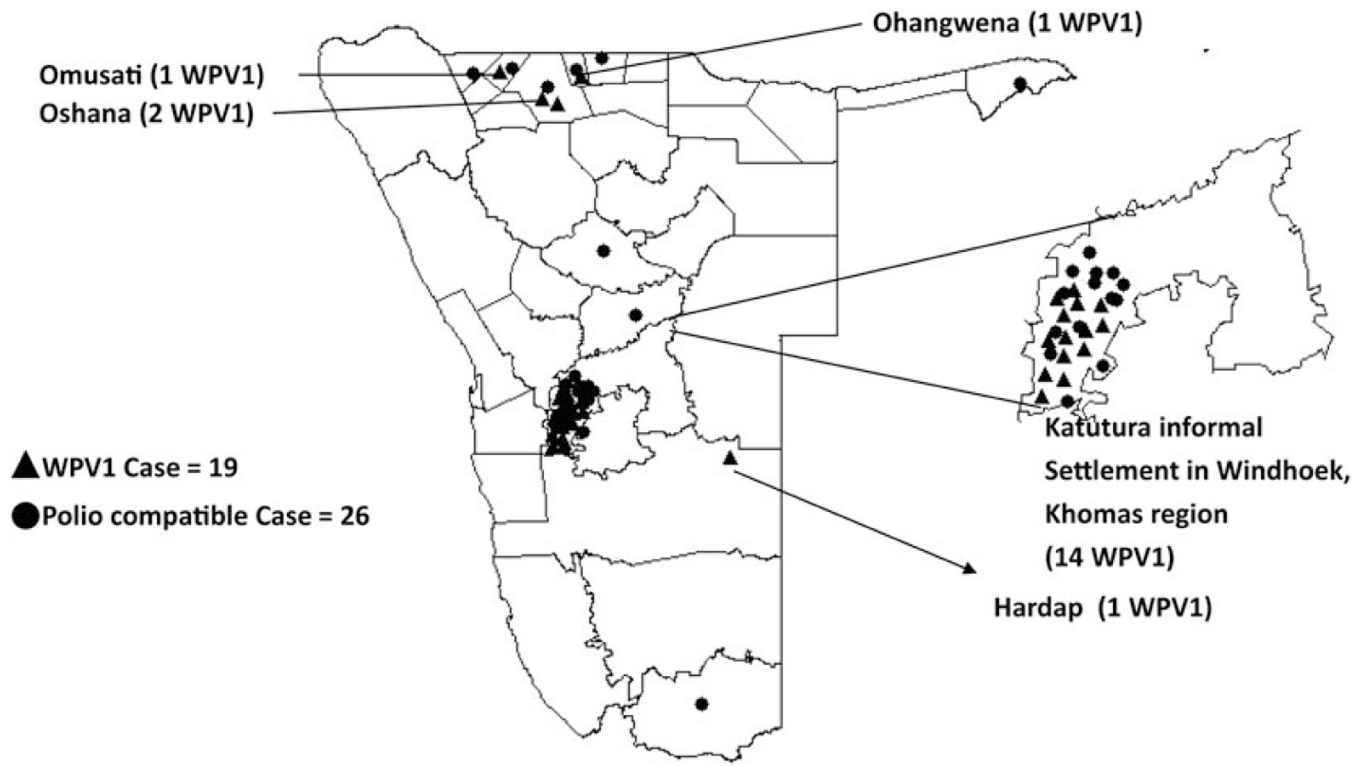 Ohangwena (1 WPV1)
Omusati (1 WPV1)
Oshana (2 WPV1)
Katutura informal
Settlement in Windhoek,
Khomas region
(14 WPV1)
Hardap (1 WPV1)
WPV1 Case = 19
Polio compatible Case = 26